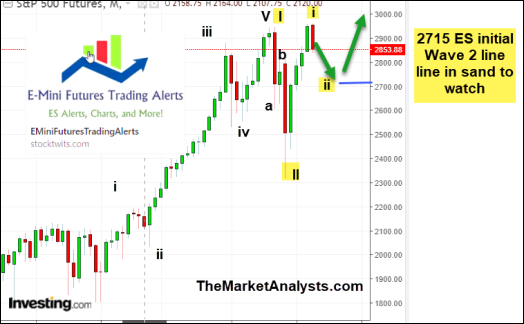 S&P 500 Futures, M,
O 2158.75 H 2164.00 L 2107.75 C 2120.00
E-Mini Futures Trading Alerts
ES Alerts, Charts, and More!
EMiniFuturesTradingAlerts
stocktwits.com
i
ii
iii
iv
V
I
a
b
II
i
ii
3000.00
2900.00
2853.88
2800.00
2700.00
2600.00
2500.00
2400.00
2300.00
2200.00
2100.00
2000.00
1900.00
1800.00
2715 ES initial
Wave 2 line
line in sand to
watch
TheMarketAnalysts.com
Investing.com